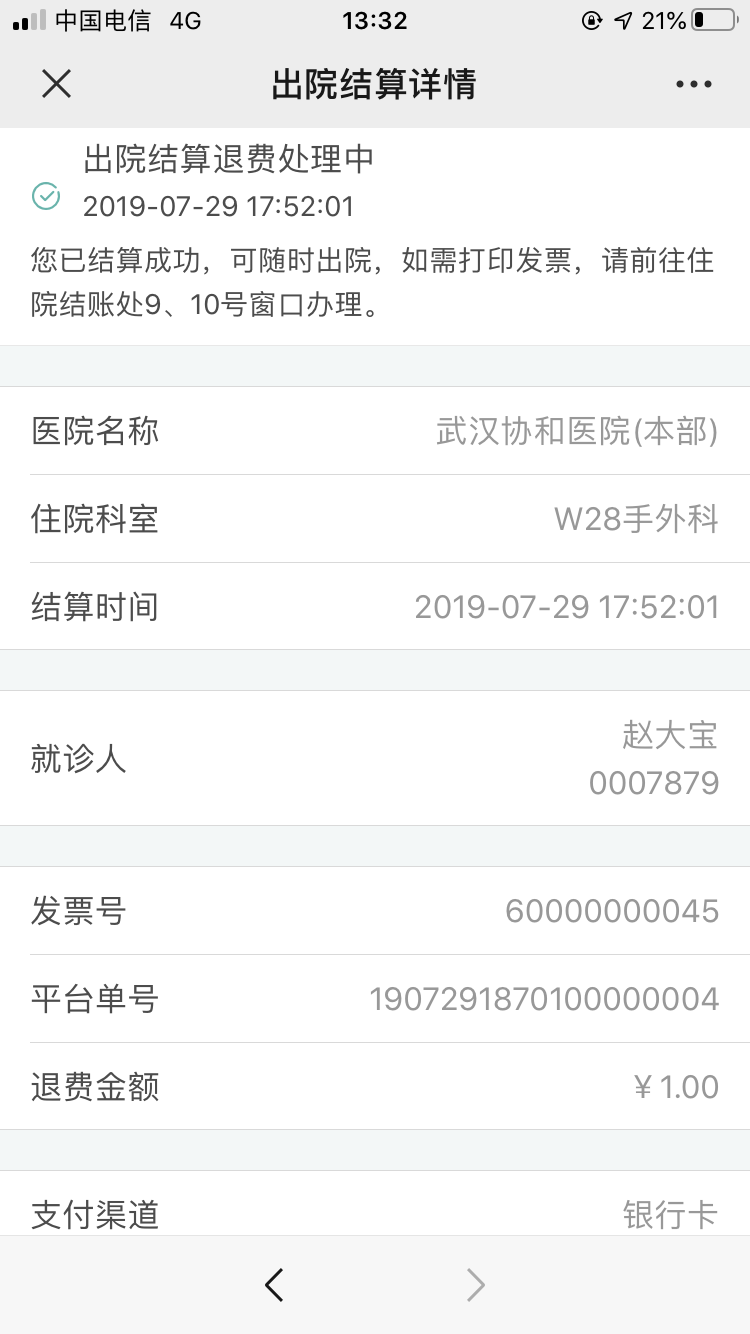 中国电信 4G 13:32 21%
出院结算详情
出院结算退费处理中
2019-07-29 17:52:01
您已结算成功，可随时出院，如需打印发票，请前往住
院结账处9、10号窗口办理。
医院名称 武汉协和医院(本部)
住院科室 W28手外科
结算时间 2019-07-29 17:52:01
就诊人 赵大宝
0007879
发票号 60000000045
平台单号 1907291870100000004
退费金额 ¥ 1.00
支付渠道 银行卡